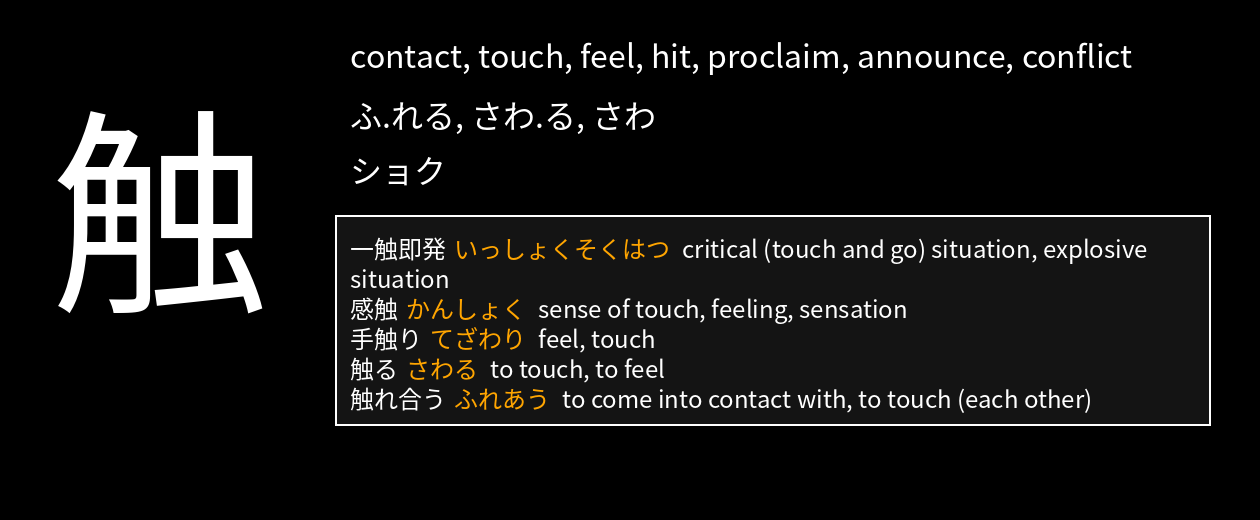 触
contact, touch, feel, hit, proclaim, announce, conflict
ふ.れる, さわ.る, さわ
ショク
一触即発 いっしょくそくはつ critical (touch and go) situation, explosive
situation
感触 かんしょく sense of touch, feeling, sensation
手触り てざわり feel, touch
触る さわる to touch, to feel
触れ合う ふれあう to come into contact with, to touch (each other)